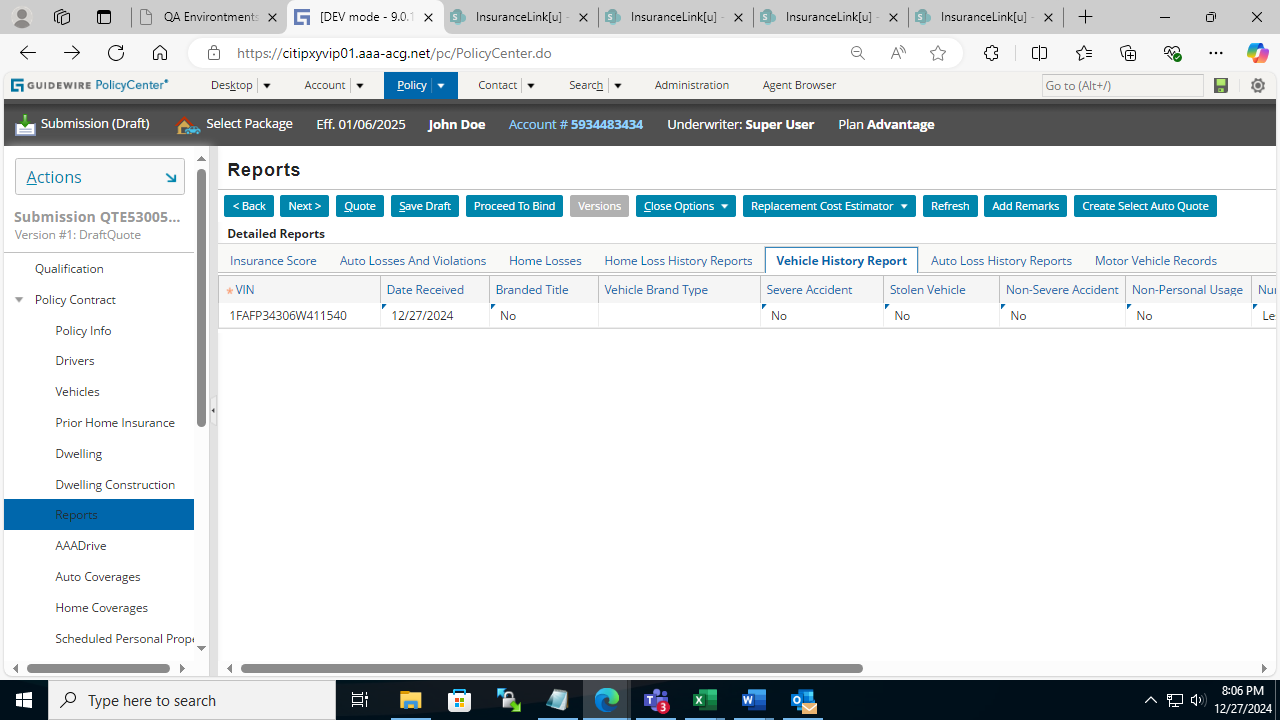 QA Environtments
[DEV mode - 9.0.1
InsuranceLink[u] -
InsuranceLink[u] -
InsuranceLink[u] -
InsuranceLink[u] -
https://citipxyvip01.aaa-acg.net/pc/PolicyCenter.do
GUIDEWIRE PolicyCenter®
Desktop
Account
Policy
Contact
Search
Administration
Agent Browser
Go to (Alt+/)
Submission (Draft)
Select Package
Eff. 01/06/2025
John Doe
Account # 5934483434
Underwriter: Super User
Plan Advantage
Actions
Submission QTE53005...
Version #1: DraftQuote
Qualification
Policy Contract
Policy Info
Drivers
Vehicles
Prior Home Insurance
Dwelling
Dwelling Construction
Reports
AAADrive
Auto Coverages
Home Coverages
Scheduled Personal Prope
Reports
< Back
Next >
Quote
Save Draft
Proceed To Bind
Versions
Close Options
Replacement Cost Estimator
Refresh
Add Remarks
Create Select Auto Quote
Detailed Reports
Insurance Score
Auto Losses And Violations
Home Losses
Home Loss History Reports
Vehicle History Report
Auto Loss History Reports
Motor Vehicle Records
* VIN
Date Received
Branded Title
Vehicle Brand Type
Severe Accident
Stolen Vehicle
Non-Severe Accident
Non-Personal Usage
Nu
1FAFP34306W411540
12/27/2024
No
No
No
No
No
Le
Type here to search
3
8:06 PM
12/27/2024